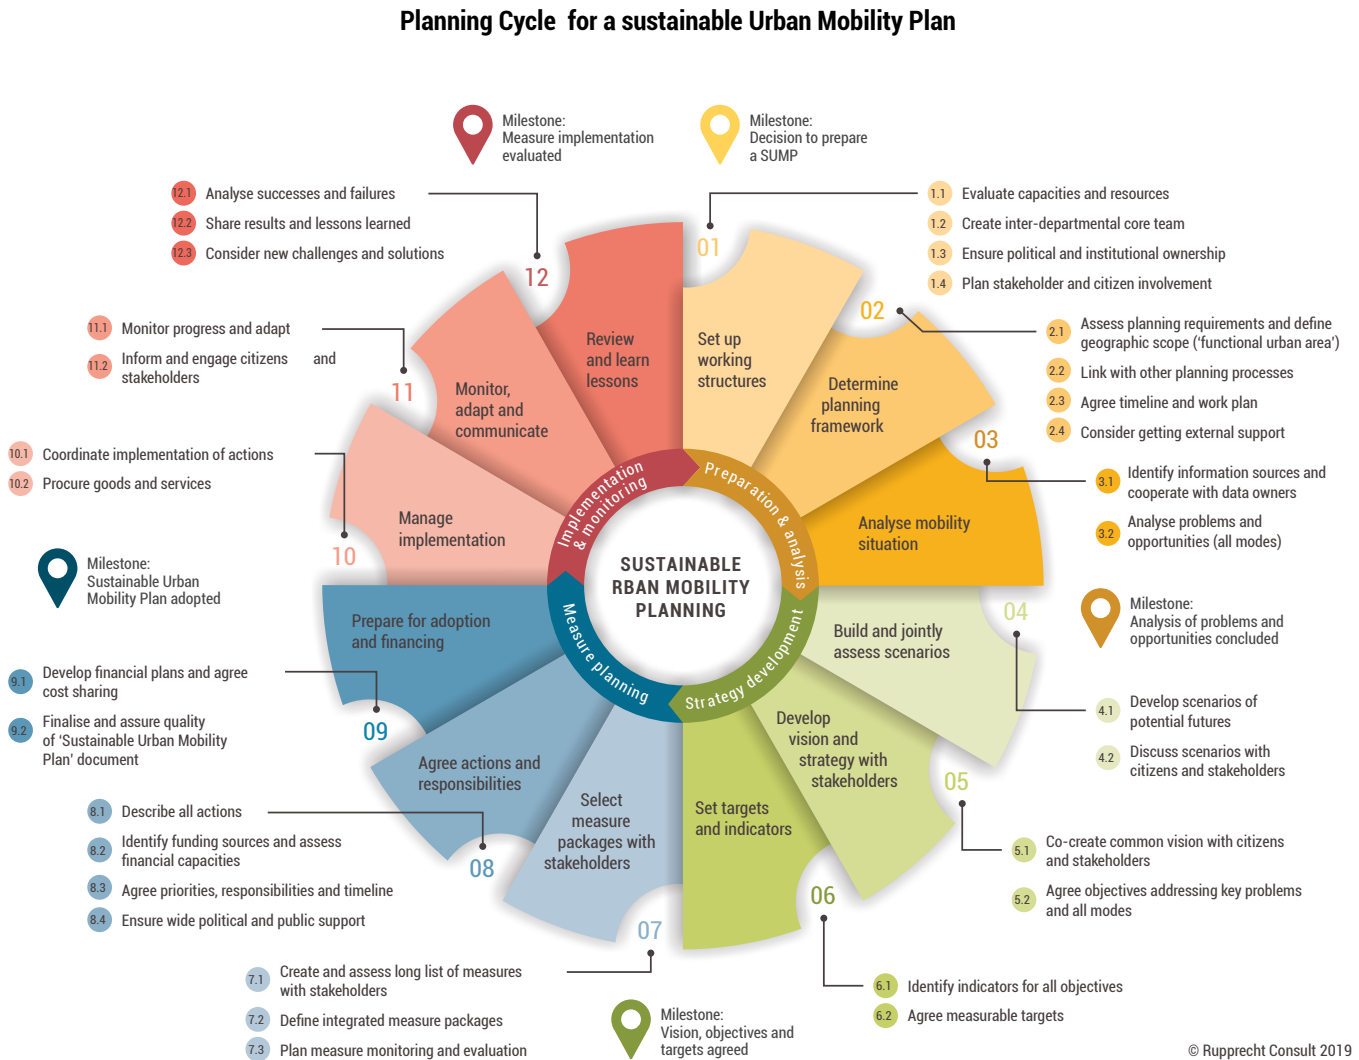 Planning Cycle for a sustainable Urban Mobility Plan
Milestone:
Measure implementation
evaluated
Milestone:
Decision to prepare
a SUMP
01
1.1 Evaluate capacities and resources
1.2 Create inter-departmental core team
1.3 Ensure political and institutional ownership
1.4 Plan stakeholder and citizen involvement
Set up
working
structures
02
2.1 Assess planning requirements and define
geographic scope (‘functional urban area’)
2.2 Link with other planning processes
2.3 Agree timeline and work plan
2.4 Consider getting external support
Determine
planning
framework
03
3.1 Identify information sources and
cooperate with data owners
3.2 Analyse problems and
opportunities (all modes)
Analyse mobility
situation
Milestone:
Analysis of problems and
opportunities concluded
04
4.1 Develop scenarios of
potential futures
4.2 Discuss scenarios with
citizens and stakeholders
Build and jointly
assess scenarios
05
5.1 Co-create common vision with citizens
and stakeholders
5.2 Agree objectives addressing key problems
and all modes
Develop
vision and
strategy with
stakeholders
06
6.1 Identify indicators for all objectives
6.2 Agree measurable targets
Set targets
and indicators
Milestone:
Vision, objectives and
targets agreed
07
7.1 Create and assess long list of measures
with stakeholders
7.2 Define integrated measure packages
7.3 Plan measure monitoring and evaluation
Select
measure
packages with
stakeholders
08
8.1 Describe all actions
8.2 Identify funding sources and assess
financial capacities
8.3 Agree priorities, responsibilities and timeline
8.4 Ensure wide political and public support
Agree actions and
responsibilities
09
9.1 Develop financial plans and agree
cost sharing
9.2 Finalise and assure quality
of ‘Sustainable Urban Mobility
Plan’ document
Prepare for adoption
and financing
Milestone:
Sustainable Urban
Mobility Plan adopted
10
10.1 Coordinate implementation of actions
10.2 Procure goods and services
Manage
implementation
11
11.1 Monitor progress and adapt
11.2 Inform and engage citizens and
stakeholders
Monitor,
adapt and
communicate
12
12.1 Analyse successes and failures
12.2 Share results and lessons learned
12.3 Consider new challenges and solutions
Review
and learn
lessons
Preparation & analysis
Strategy development
Measure planning
Implementation
& monitoring
SUSTAINABLE
RBAN MOBILITY
PLANNING
© Rupprecht Consult 2019